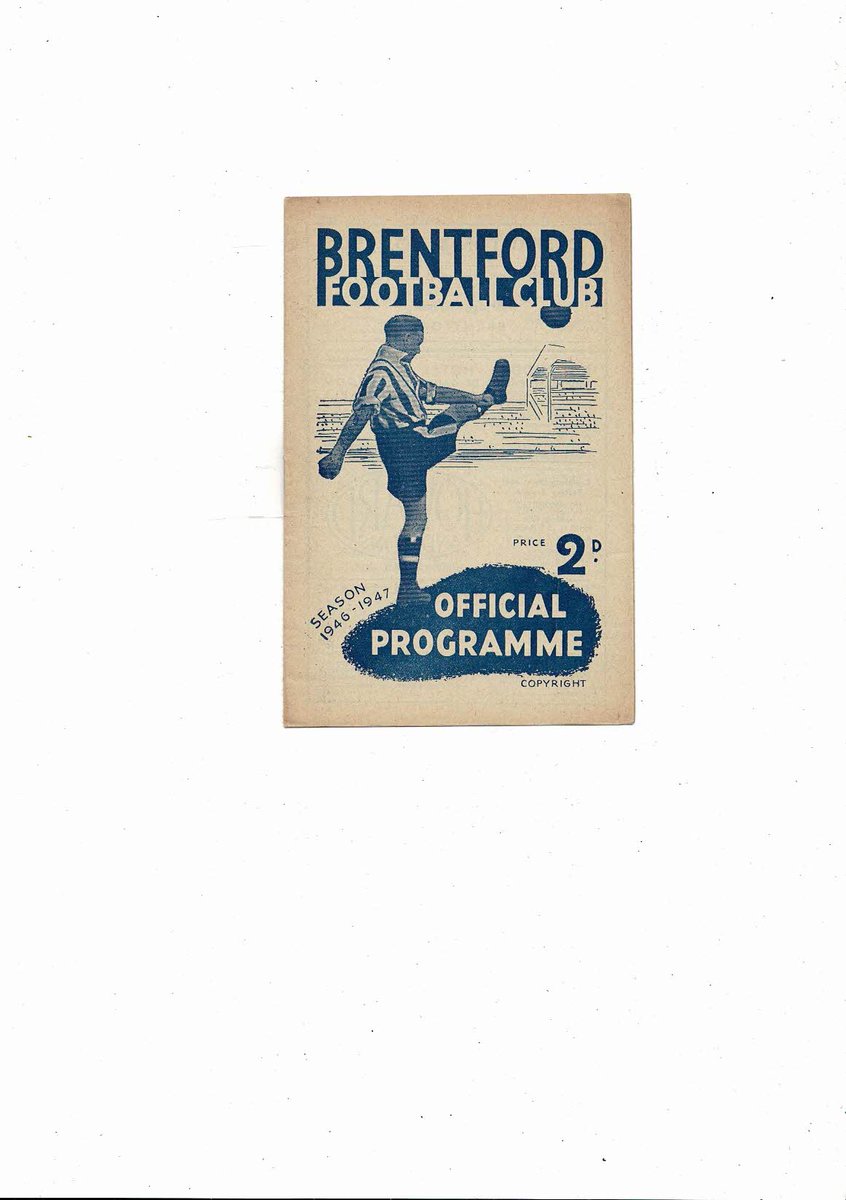 BRENTFORD
FOOTBALL CLUB
PRICE 2D.
SEASON
1946-1947
OFFICIAL
PROGRAMME
COPYRIGHT